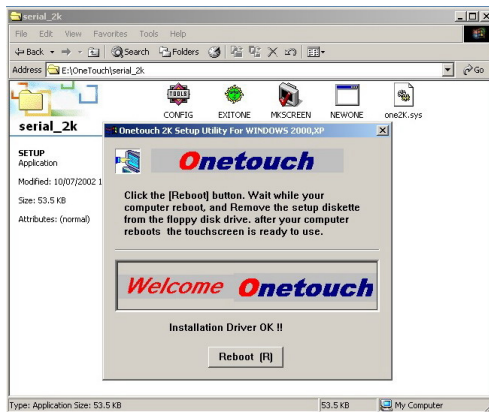 serial_2k
File Edit View Favorites Tools Help
Back Search Folders
Address E:\OneTouch\serial_2k Go
TOOLS
CONFIG EXITONE MKSCREEN NEWONE one2K.sys
serial_2k
SETUP
Application
Modified: 10/07/2002 1
Size: 53.5 KB
Attributes: (normal)
Onetouch 2K Setup Utility For WINDOWS 2000,XP
Onetouch
Click the [Reboot] button. Wait while your
computer reboot, and Remove the setup diskette
from the floppy disk drive. after your computer
reboots the touchscreen is ready to use.
Welcome Onetouch
Installation Driver OK !!
Reboot (R)
Type: Application Size: 53.5 KB 53.5 KB My Computer